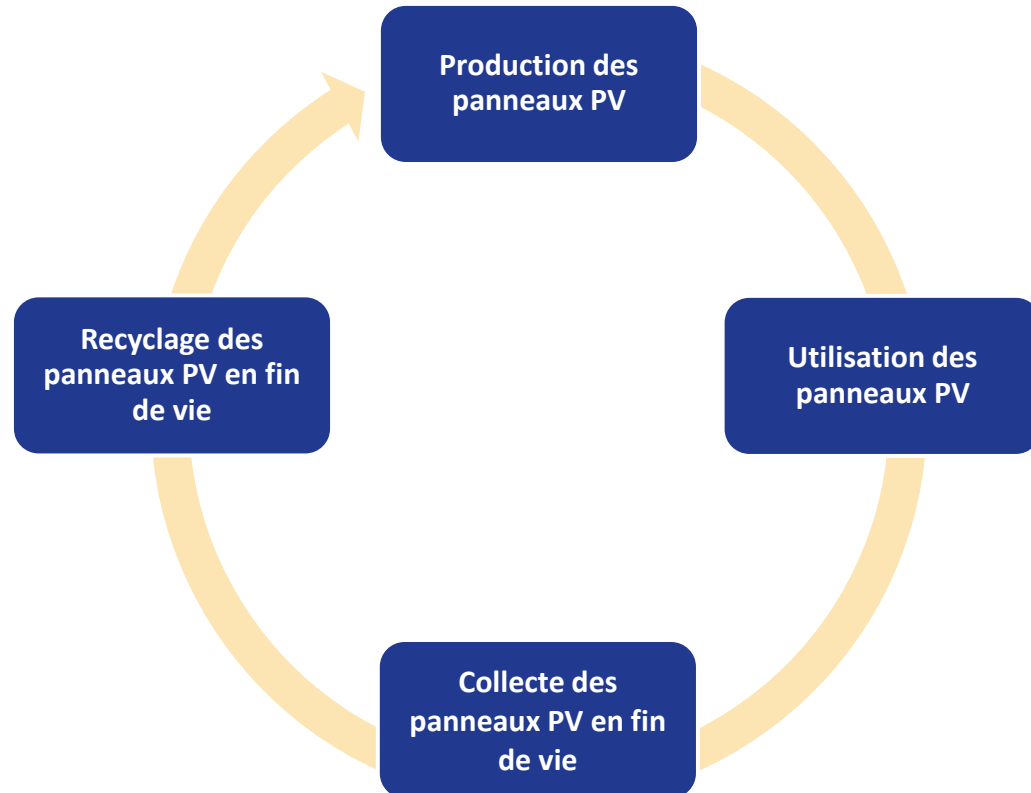 Production des
panneaux PV
Utilisation des
panneaux PV
Collecte des
panneaux PV en fin
de vie
Recyclage des
panneaux PV en fin
de vie